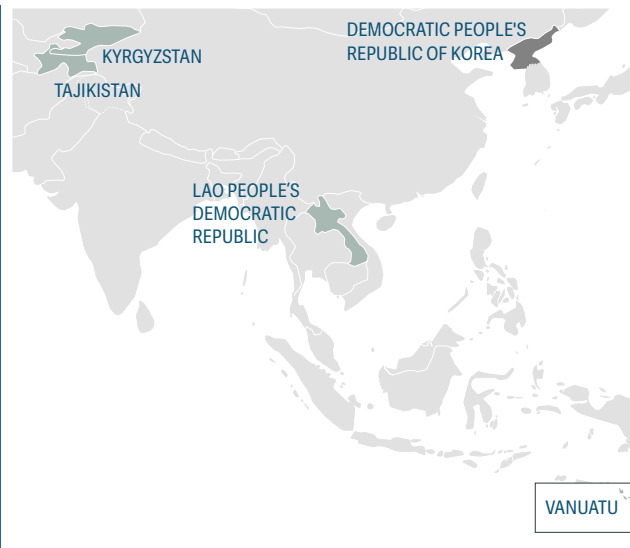 DEMOCRATIC PEOPLE'S
REPUBLIC OF KOREA
KYRGYZSTAN
TAJIKISTAN
LAO PEOPLE’S
DEMOCRATIC
REPUBLIC
VANUATU